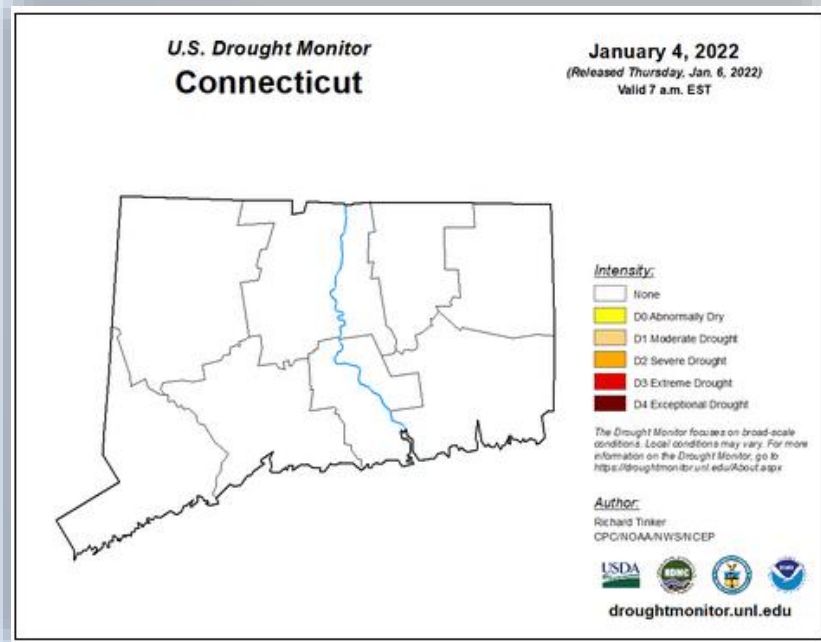 U.S. Drought Monitor
Connecticut
January 4, 2022
(Released Thursday, Jan. 6, 2022)
Valid 7 a.m. EST
Intensity:
None
D0 Abnormally Dry
D1 Moderate Drought
D2 Severe Drought
D3 Extreme Drought
D4 Exceptional Drought
The Drought Monitor focuses on broad-scale
conditions. Local conditions may vary. For more
information on the Drought Monitor, go to
https://droughtmonitor.unl.edu/About.aspx
Author:
Richard Tinker
CPC/NOAA/NWS/NCEP
USDA
NDMC
droughtmonitor.unl.edu